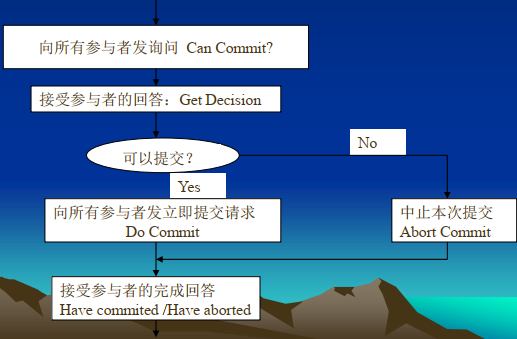 向所有参与者发询问 Can Commit?
接受参与者的回答：Get Decision
可以提交？
No
Yes
向所有参与者发立即提交请求
Do Commit
中止本次提交
Abort Commit
接受参与者的完成回答
Have commited /Have aborted